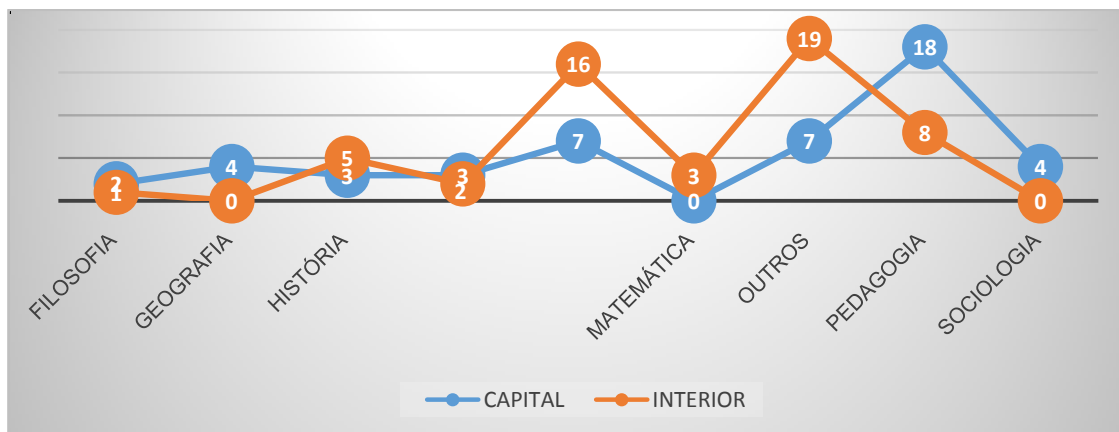 19
18
16
7
7
8
5
4
4
3
3
3
2
2
1
0
0
0
FILOSOFIA
GEOGRAFIA
HISTÓRIA
MATEMÁTICA
OUTROS
PEDAGOGIA
SOCIOLOGIA
CAPITAL
INTERIOR